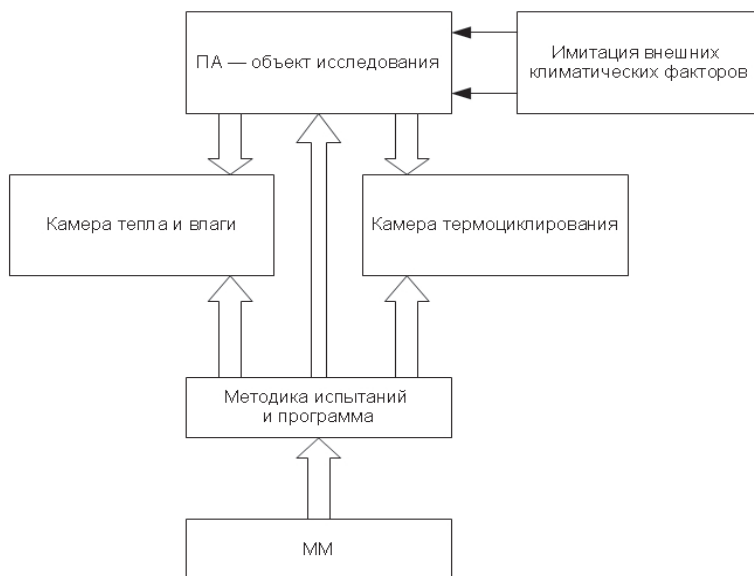 ПА — объект исследования
Имитация внешних
климатических факторов
Камера тепла и влаги
Камера термоциклирования
Методика испытаний
и программа
ММ